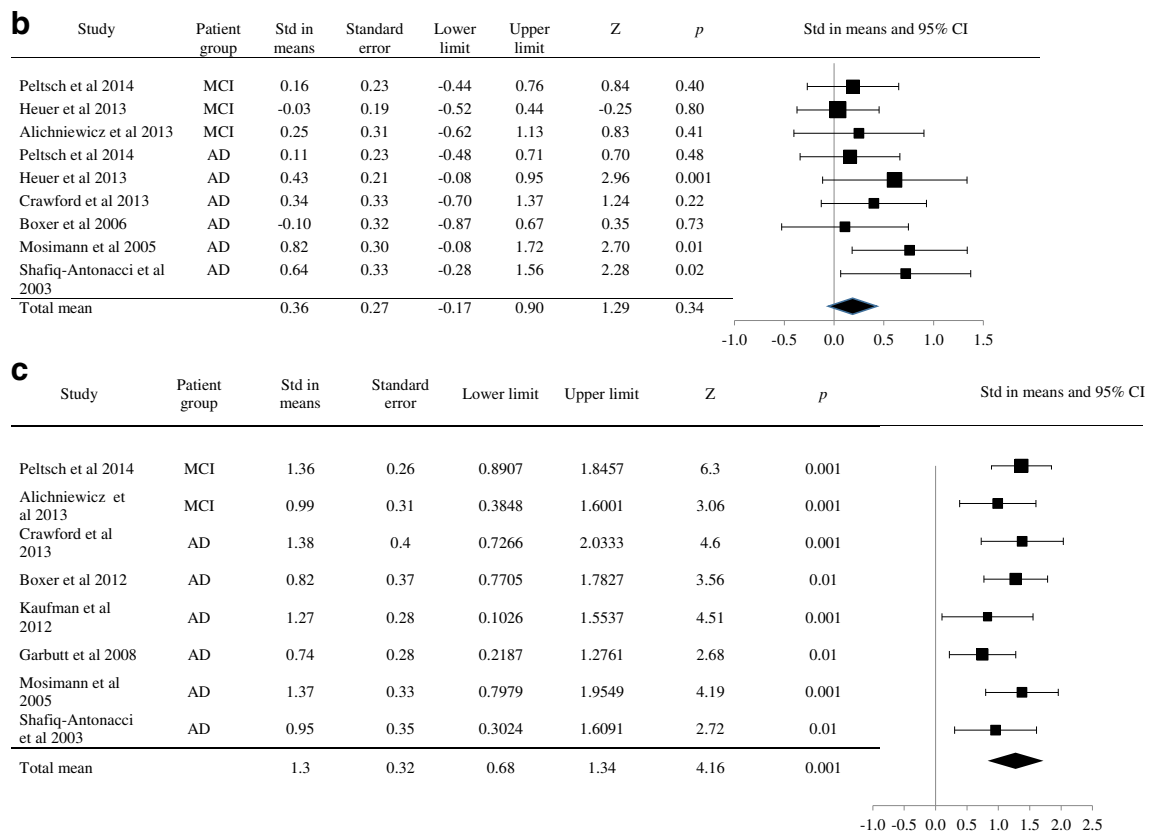 b
Study Patient group Std in means Standard error Lower limit Upper limit Z p Std in means and 95% CI
Peltsch et al 2014 MCI 0.16 0.23 -0.44 0.76 0.84 0.40
Heuer et al 2013 MCI -0.03 0.19 -0.52 0.44 -0.25 0.80
Alichniewicz et al 2013 MCI 0.25 0.31 -0.62 1.13 0.83 0.41
Peltsch et al 2014 AD 0.11 0.23 -0.48 0.71 0.70 0.48
Heuer et al 2013 AD 0.43 0.21 -0.08 0.95 2.96 0.001
Crawford et al 2013 AD 0.34 0.33 -0.70 1.37 1.24 0.22
Boxer et al 2006 AD -0.10 0.32 -0.87 0.67 0.35 0.73
Mosimann et al 2005 AD 0.82 0.30 -0.08 1.72 2.70 0.01
Shafiq-Antonacci et al AD 0.64 0.33 -0.28 1.56 2.28 0.02
2003
Total mean 0.36 0.27 -0.17 0.90 1.29 0.34
-1.0 -0.5 0.0 0.5 1.0 1.5
c
Study Patient group Std in means Standard error Lower limit Upper limit Z p Std in means and 95% CI
Peltsch et al 2014 MCI 1.36 0.26 0.8907 1.8457 6.3 0.001
Alichniewicz et al 2013 MCI 0.99 0.31 0.3848 1.6001 3.06 0.001
Crawford et al 2013 AD 1.38 0.4 0.7266 2.0333 4.6 0.001
Boxer et al 2012 AD 0.82 0.37 0.7705 1.7827 3.56 0.01
Kaufman et al 2012 AD 1.27 0.28 0.1026 1.5537 4.51 0.001
Garbutt et al 2008 AD 0.74 0.28 0.2187 1.2761 2.68 0.01
Mosimann et al 2005 AD 1.37 0.33 0.7979 1.9549 4.19 0.001
Shafiq-Antonacci et al 2003 AD 0.95 0.35 0.3024 1.6091 2.72 0.01
Total mean 1.3 0.32 0.68 1.34 4.16 0.001
-1.0 -0.5 0.0 0.5 1.0 1.5 2.0 2.5